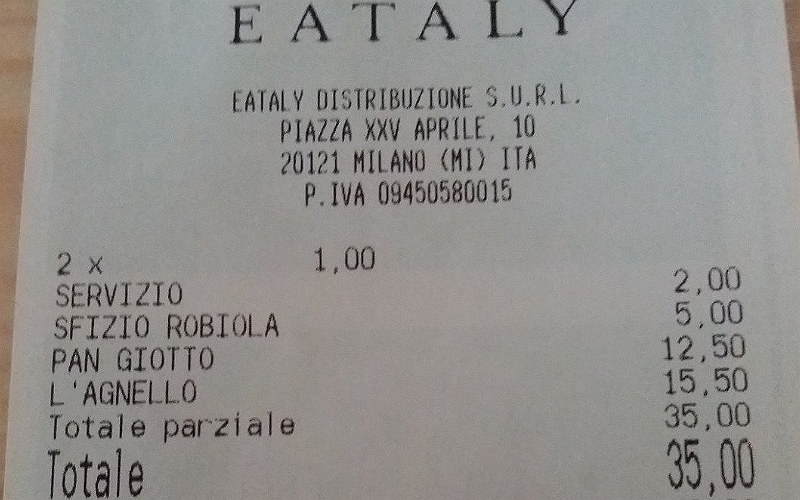 EATALY
EATALY DISTRIBUZIONE S.U.R.L.
PIAZZA XXV APRILE, 10
20121 MILANO (MI) ITA
P.IVA 09450580015
2 x 1,00
SERVIZIO 2,00
SFIZIO ROBIOLA 5,00
PAN GIOTTO 12,50
L'AGNELLO 15,50
Totale parziale 35,00
Totale 35,00